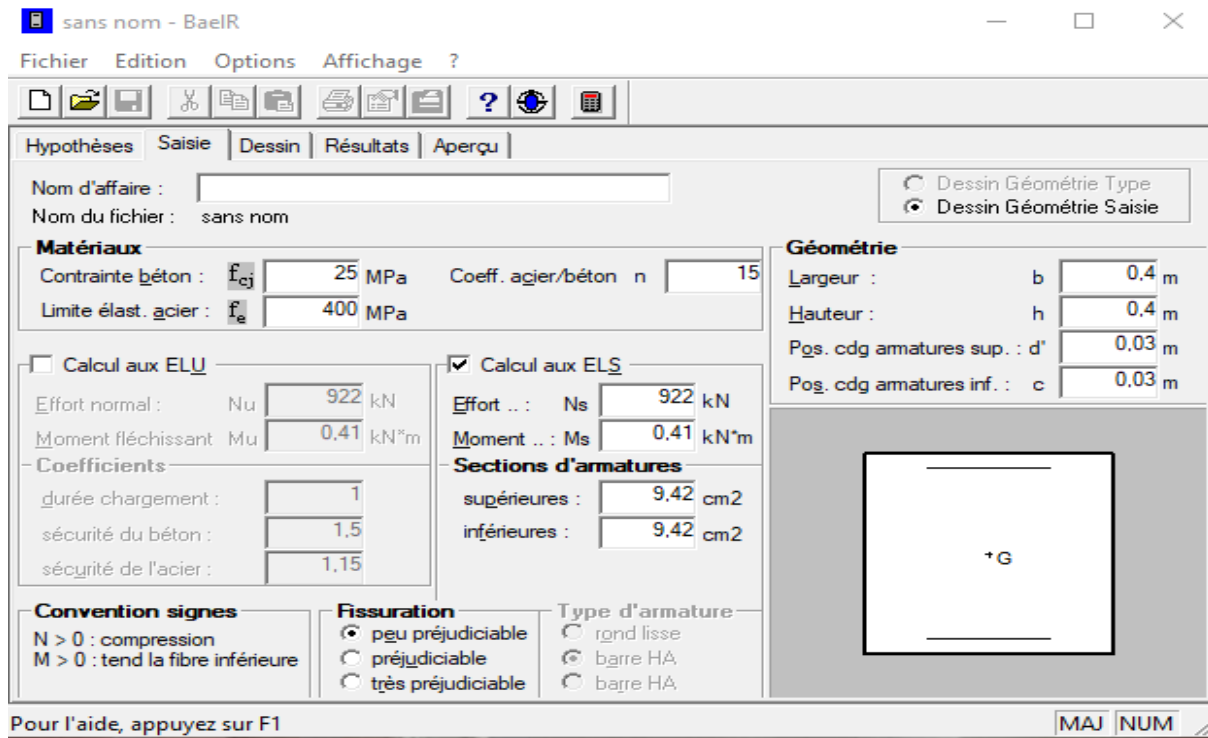 sans nom - BaelR
Fichier Edition Options Affichage ?
Hypothèses Saisie Dessin Résultats Aperçu
Nom d'affaire :
Nom du fichier : sans nom
Dessin Géométrie Type
Dessin Géométrie Saisie
Matériaux
Contrainte béton : fcj 25 MPa Coeff. acier/béton n 15
Limite élast. acier : fe 400 MPa
Géométrie
Largeur : b 0,4 m
Hauteur : h 0,4 m
Pos. cdg armatures sup. : d' 0,03 m
Pos. cdg armatures inf. : c 0,03 m
Calcul aux ELU
Effort normal : Nu 922 kN
Moment fléchissant Mu 0,41 kN*m
Coefficients
durée chargement : 1
sécurité du béton : 1,5
sécurité de l'acier : 1,15
Calcul aux ELS
Effort .. : Ns 922 kN
Moment .. : Ms 0,41 kN*m
Sections d'armatures
supérieures : 9,42 cm2
inférieures : 9,42 cm2
+G
Convention signes
N > 0 : compression
M > 0 : tend la fibre inférieure
Fissuration
peu préjudiciable
préjudiciable
très préjudiciable
Type d'armature
rond lisse
barre HA
barre HA
Pour l'aide, appuyez sur F1 MAJ NUM